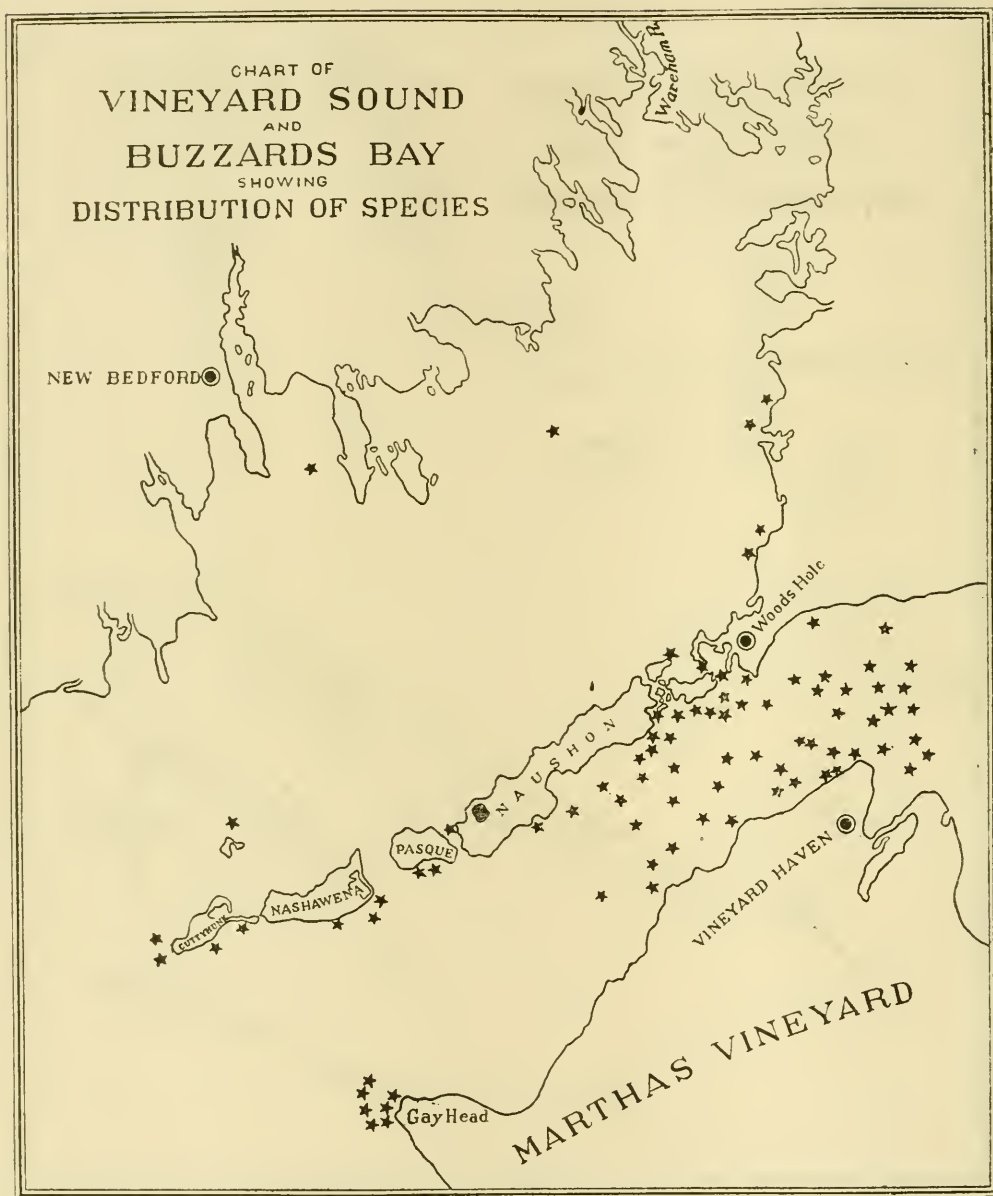 CHART OF
VINEYARD SOUND
AND
BUZZARDS BAY
SHOWING
DISTRIBUTION OF SPECIES
Wareham R.
NEW BEDFORD
Woods Hole
NAUSHON
PASQUE
NASHAWENA
CUTTYHUNK
VINEYARD HAVEN
MARTHAS VINEYARD
Gay Head